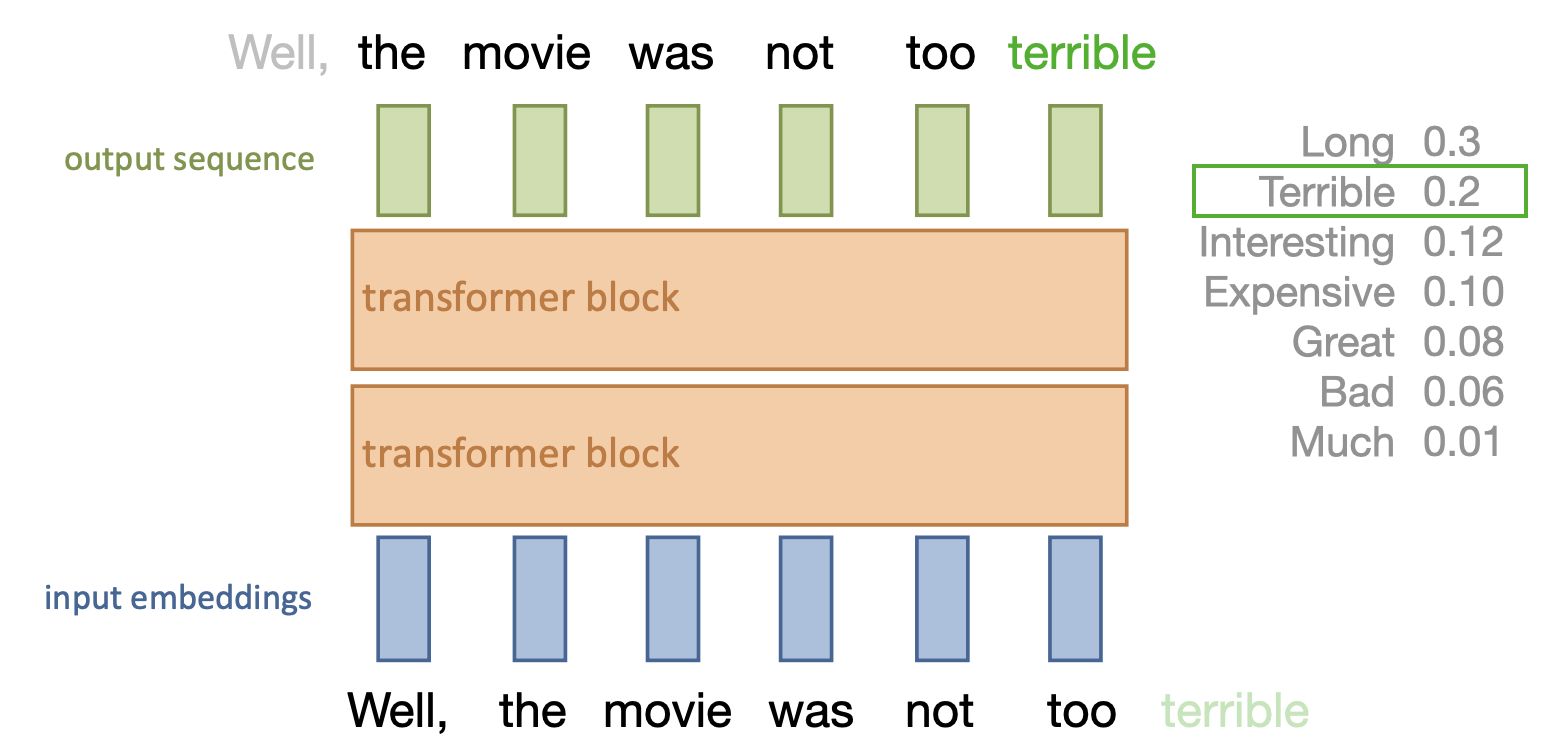 Well, the movie was not too terrible
output sequence
Long 0.3
Terrible 0.2
Interesting 0.12
Expensive 0.10
Great 0.08
Bad 0.06
Much 0.01
transformer block
transformer block
input embeddings
Well, the movie was not too terrible